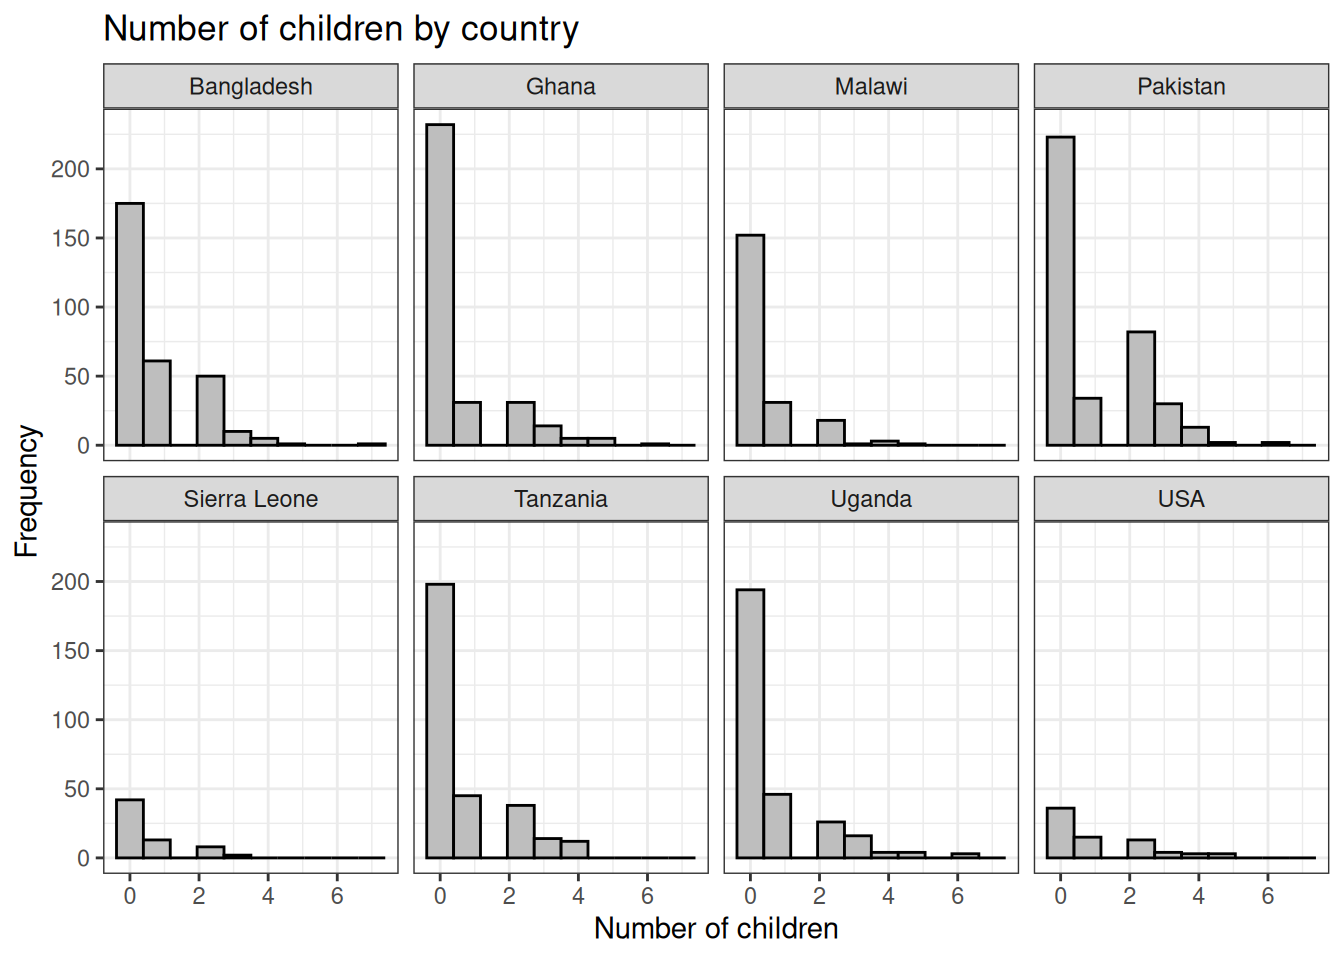 Number of children by country
Bangladesh Ghana Malawi Pakistan
200
150
100
50
0
Frequency
Sierra Leone Tanzania Uganda USA
200
150
100
50
0
0 2 4 6 0 2 4 6 0 2 4 6 0 2 4 6
Number of children